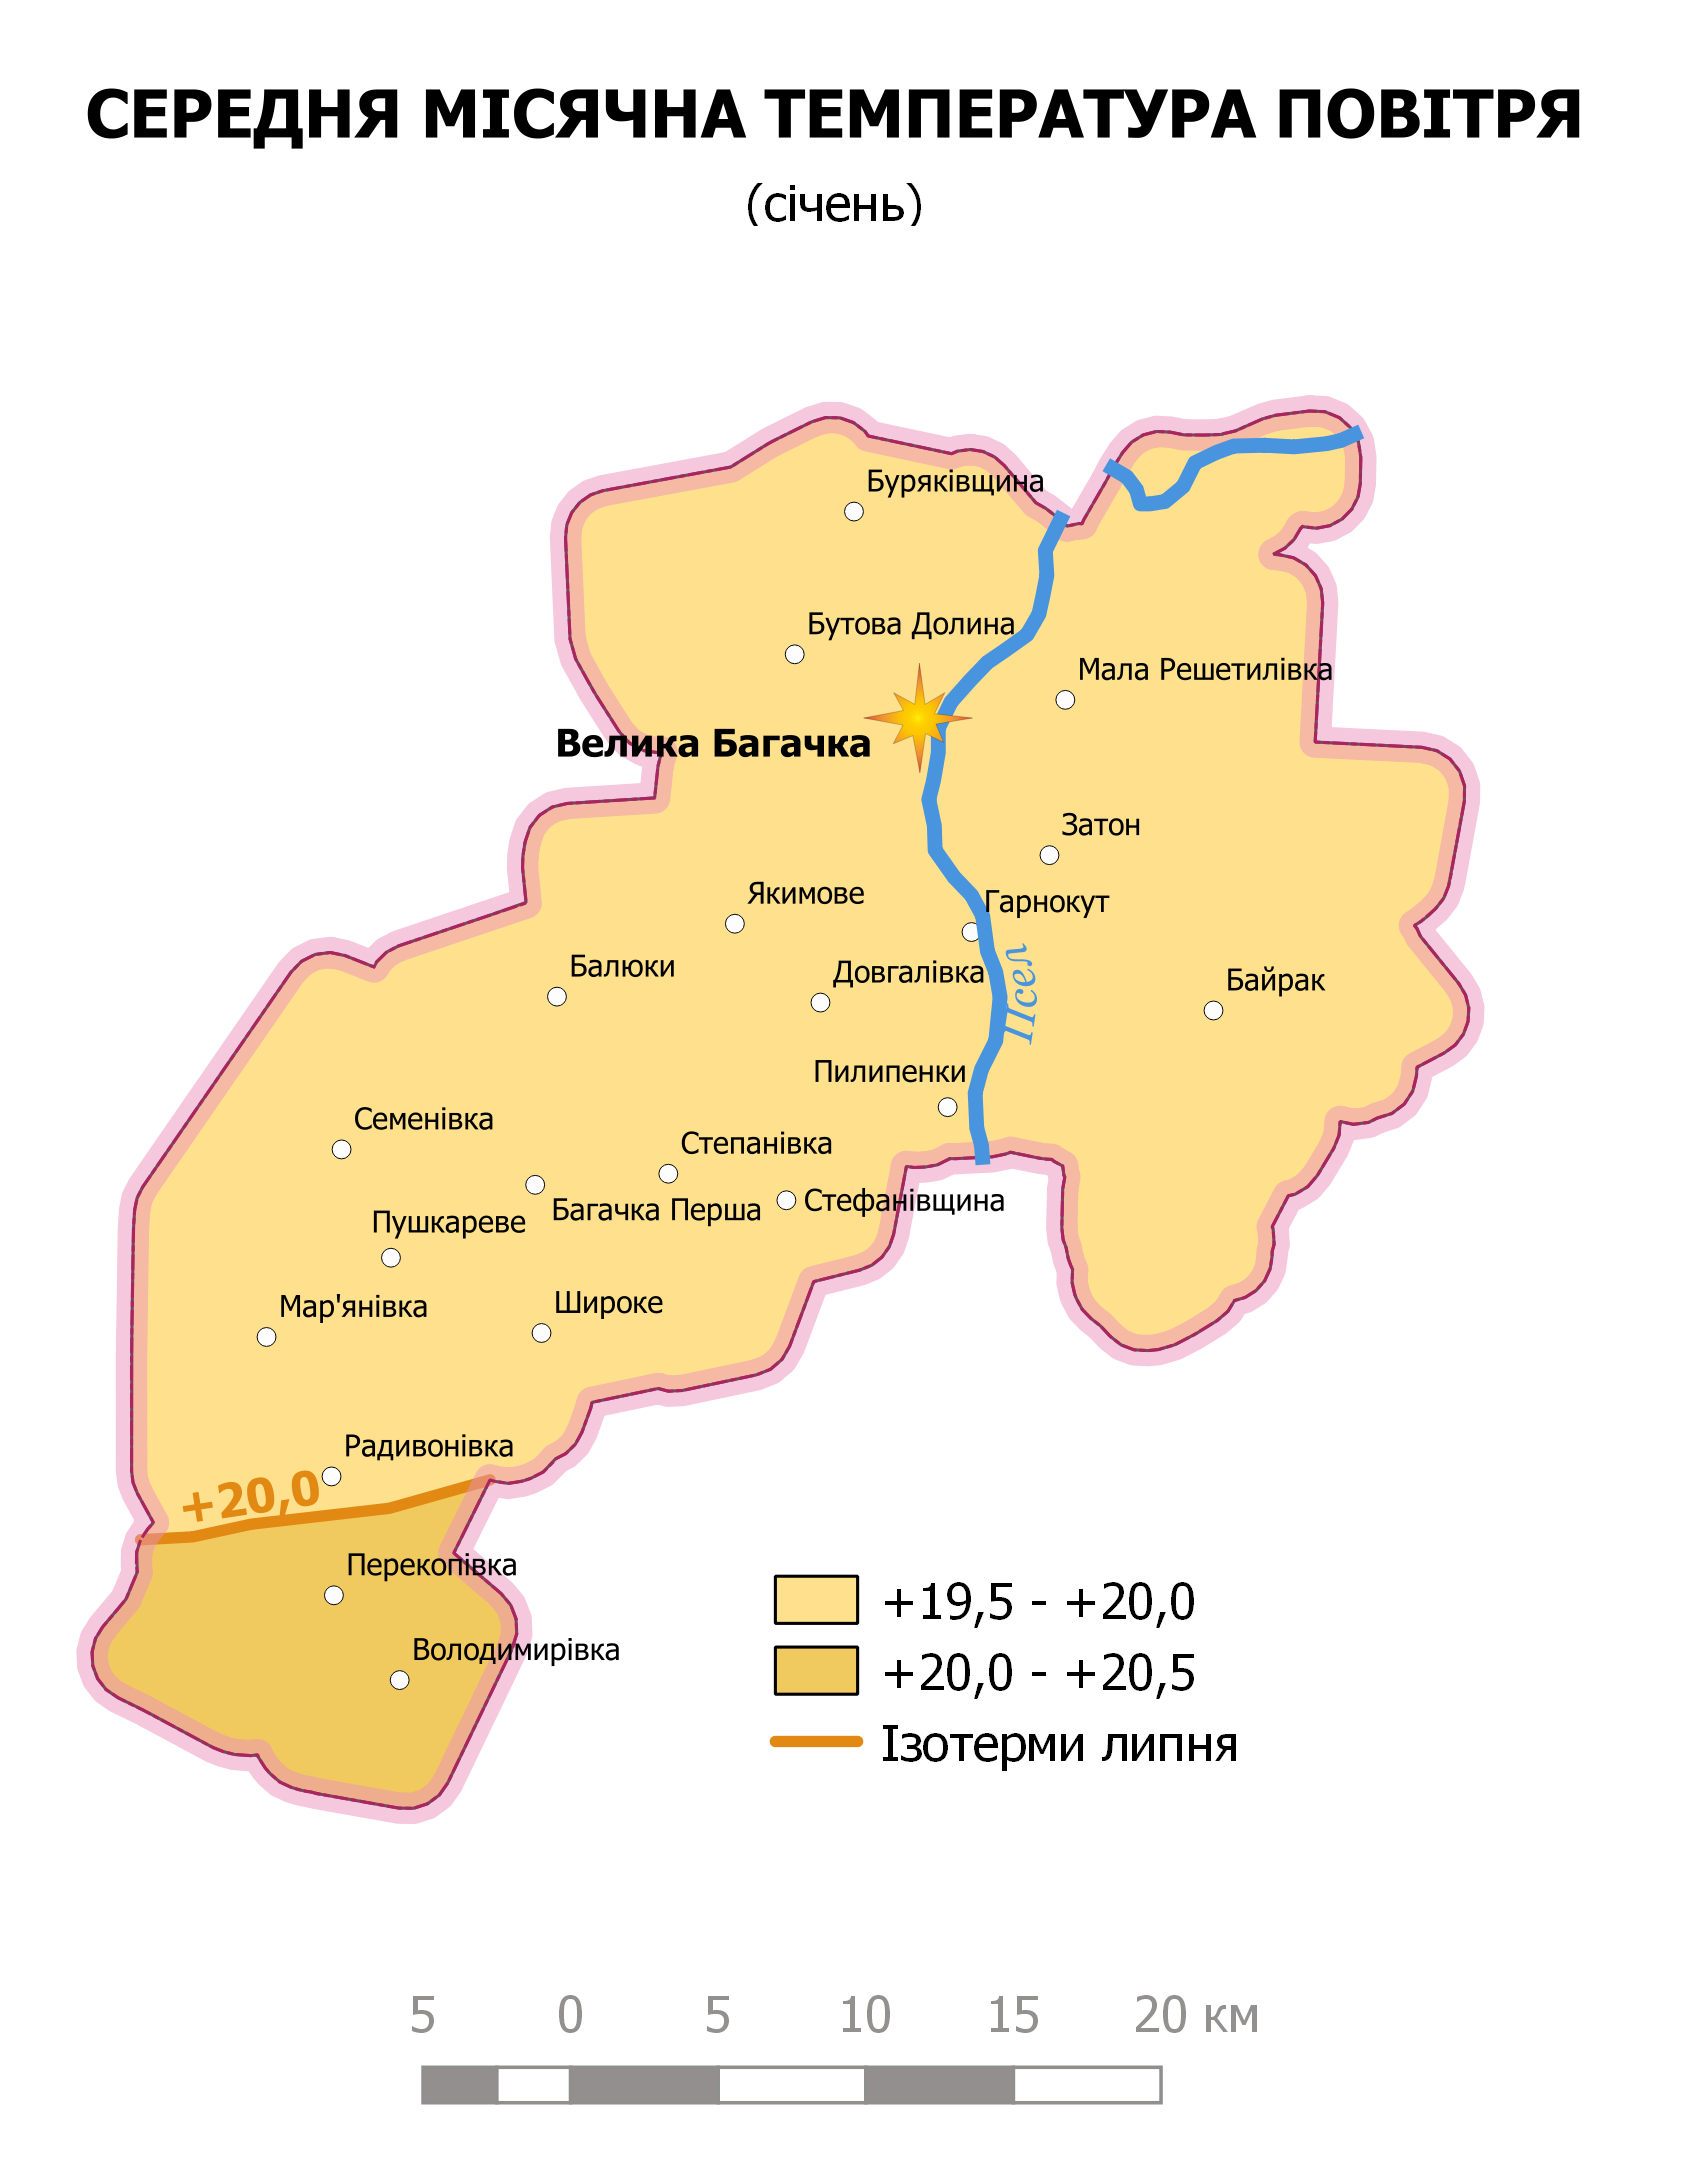 СЕРЕДНЯ МІСЯЧНА ТЕМПЕРАТУРА ПОВІТРЯ
(січень)
Буряківщина
Бутова Долина
Мала Решетилівка
Велика Багачка
Затон
Якимове
Гарнокут
Балюки
Довгалівка
Байрак
Псел
Пилипенки
Семенівка
Степанівка
Багачка Перша
Стефанівщина
Пушкареве
Мар'янівка
Широке
Радивонівка
+20,0
Перекопівка
Володимирівка
+19,5 - +20,0
+20,0 - +20,5
Ізотерми липня
5 0 5 10 15 20 км